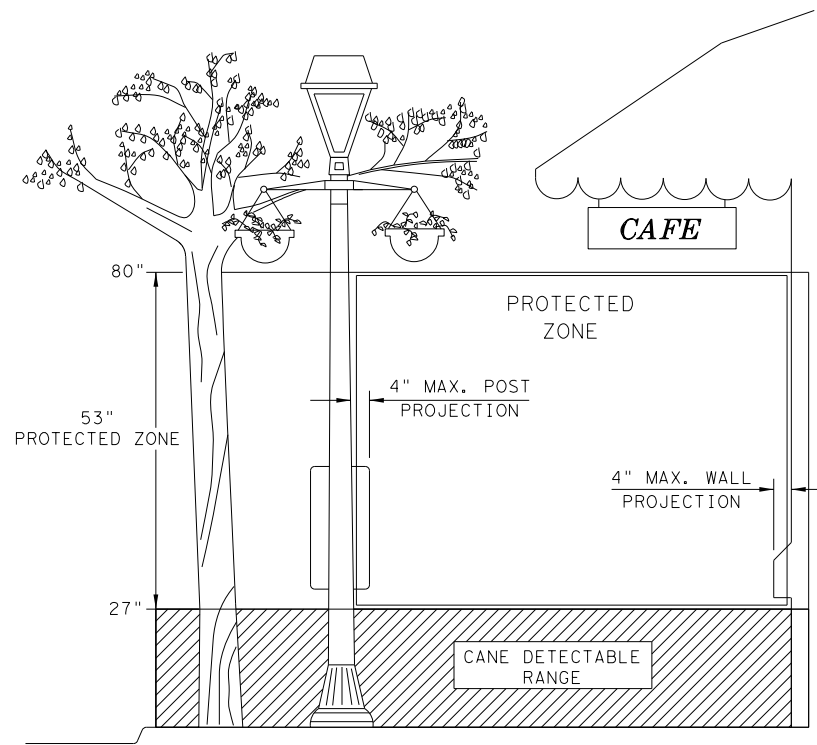 CAFE
80"
PROTECTED
ZONE
4" MAX. POST
PROJECTION
53"
PROTECTED ZONE
4" MAX. WALL
PROJECTION
27"
CANE DETECTABLE
RANGE